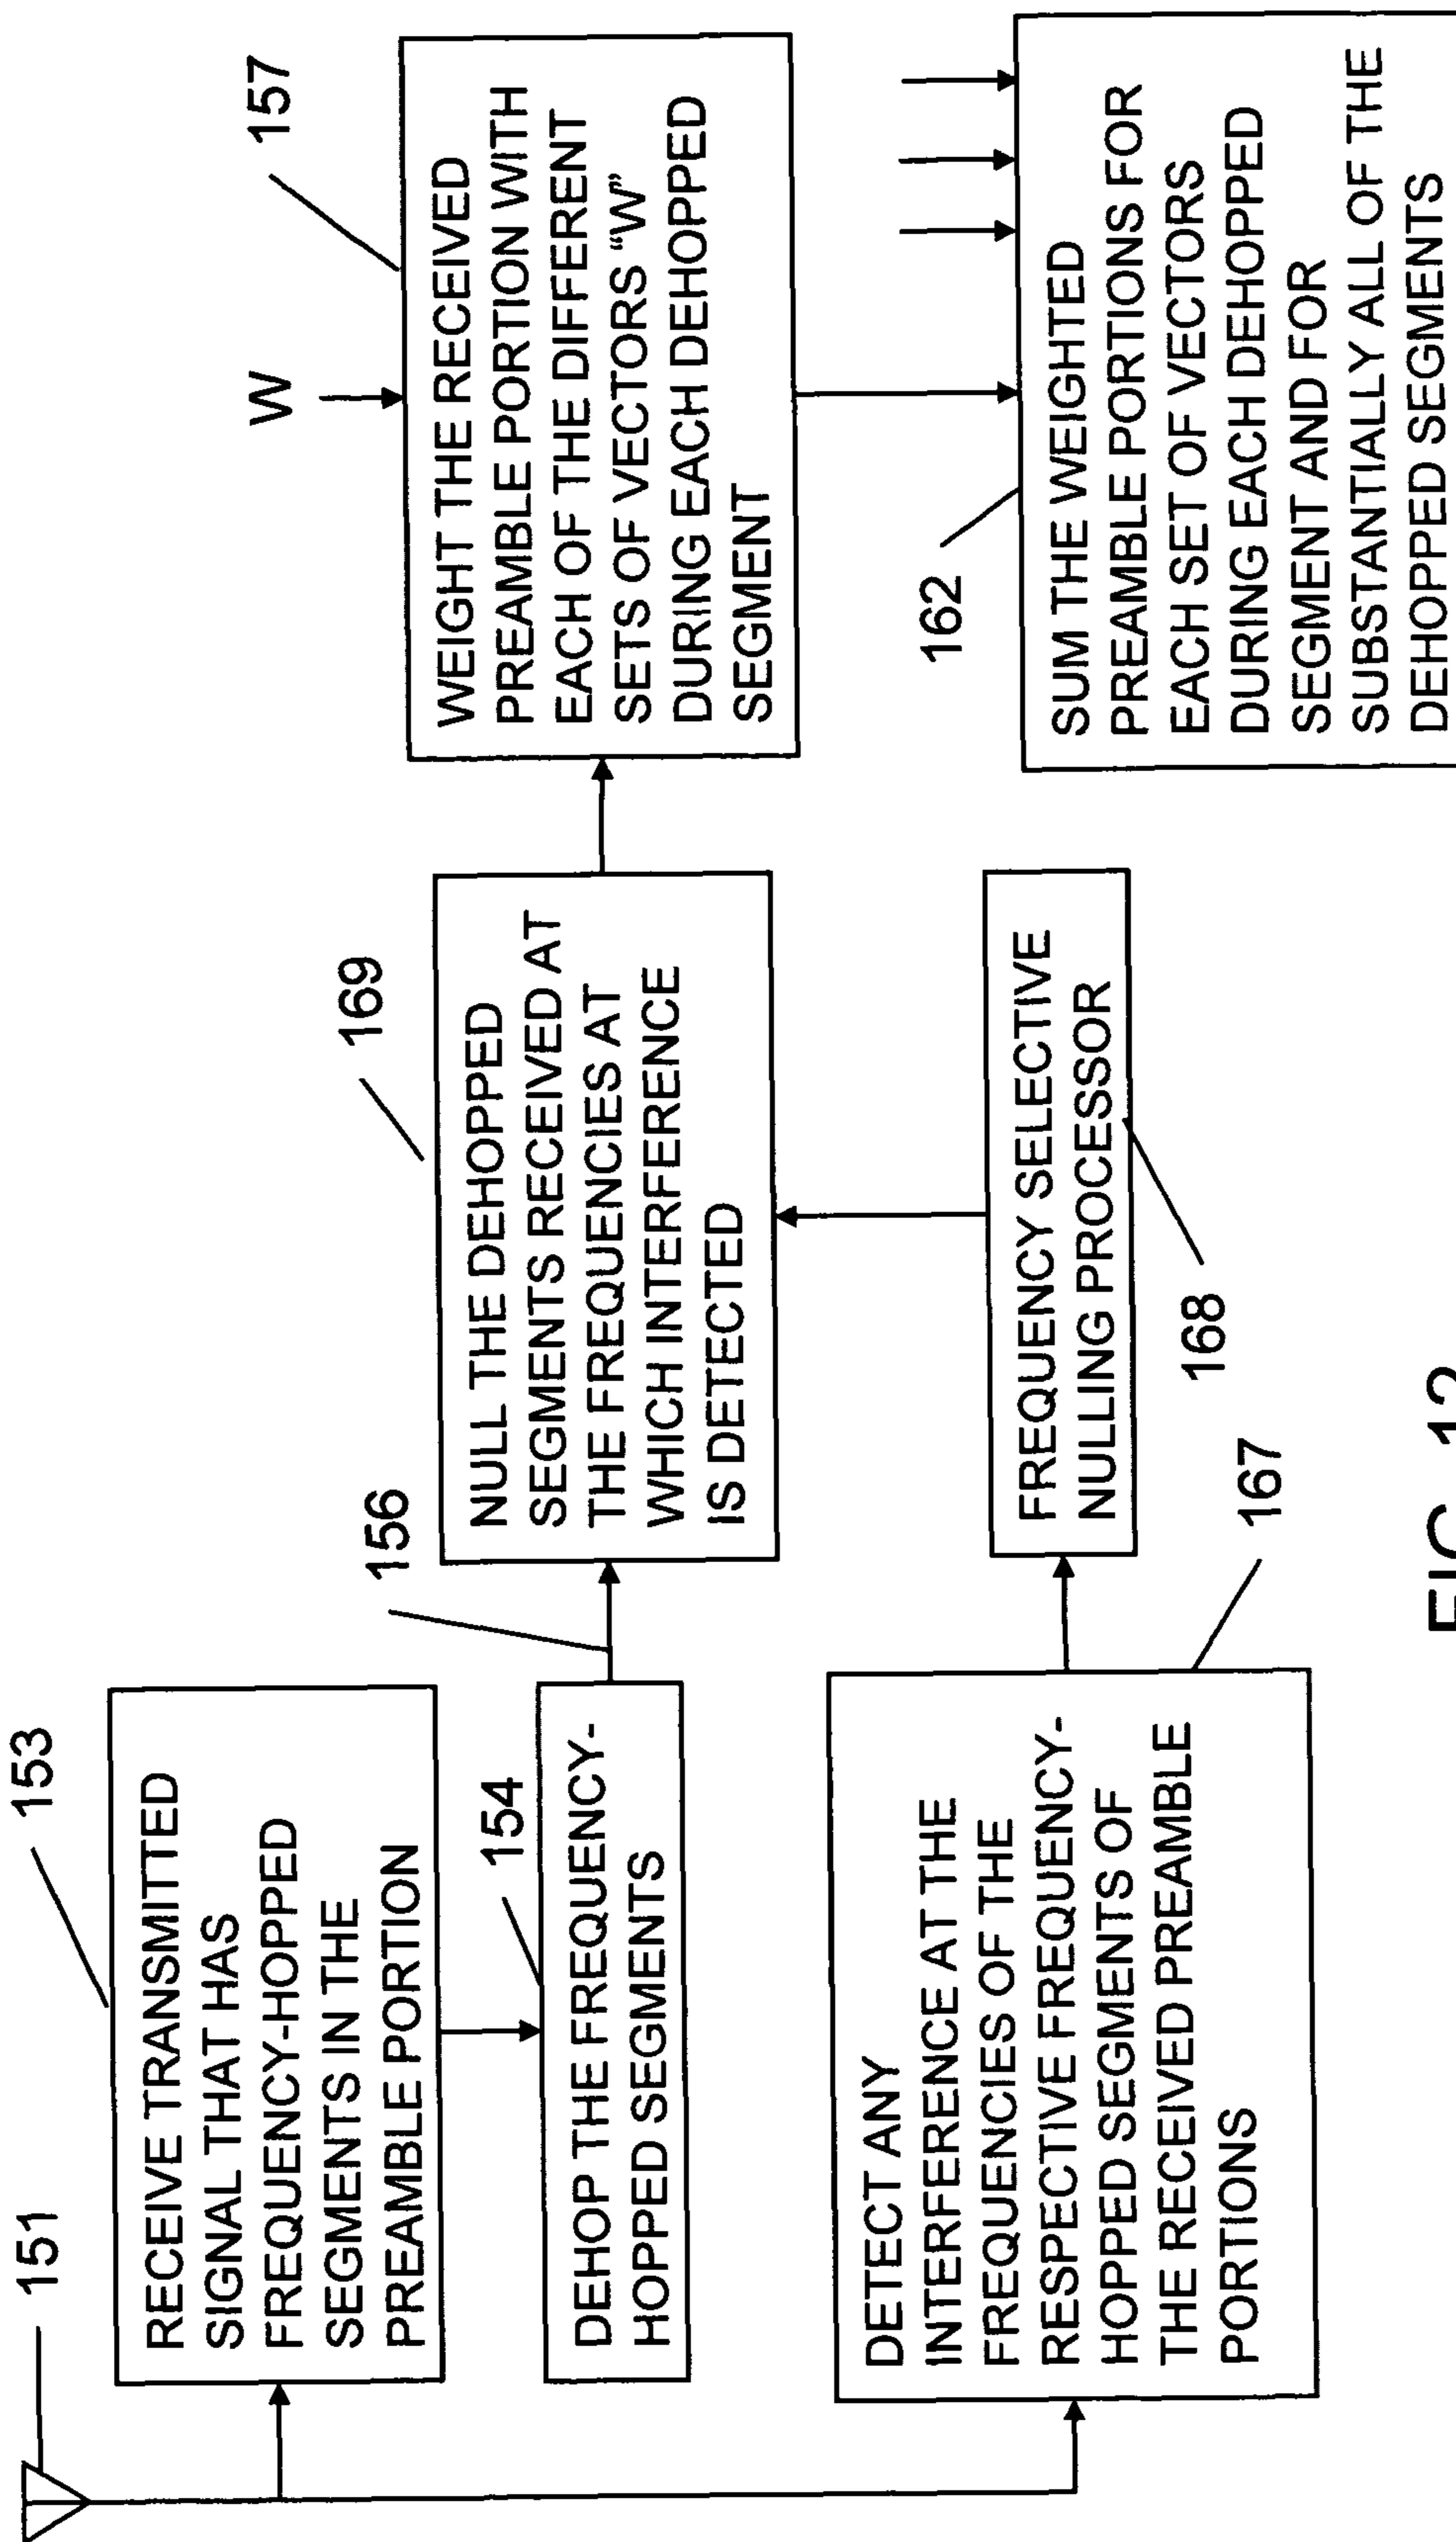 151
153
RECEIVE TRANSMITTED
SIGNAL THAT HAS
FREQUENCY-HOPPED
SEGMENTS IN THE
PREAMBLE PORTION
154
DEHOP THE FREQUENCY-
HOPPED SEGMENTS
156
DETECT ANY
INTERFERENCE AT THE
FREQUENCIES OF THE
RESPECTIVE FREQUENCY-
HOPPED SEGMENTS OF
THE RECEIVED PREAMBLE
PORTIONS
167
169
NULL THE DEHOPPED
SEGMENTS RECEIVED AT
THE FREQUENCIES AT
WHICH INTERFERENCE
IS DETECTED
FREQUENCY SELECTIVE
NULLING PROCESSOR
168
W
157
WEIGHT THE RECEIVED
PREAMBLE PORTION WITH
EACH OF THE DIFFERENT
SETS OF VECTORS “W”
DURING EACH DEHOPPED
SEGMENT
162
SUM THE WEIGHTED
PREAMBLE PORTIONS FOR
EACH SET OF VECTORS
DURING EACH DEHOPPED
SEGMENT AND FOR
SUBSTANTIALLY ALL OF THE
DEHOPPED SEGMENTS
FIG. 12